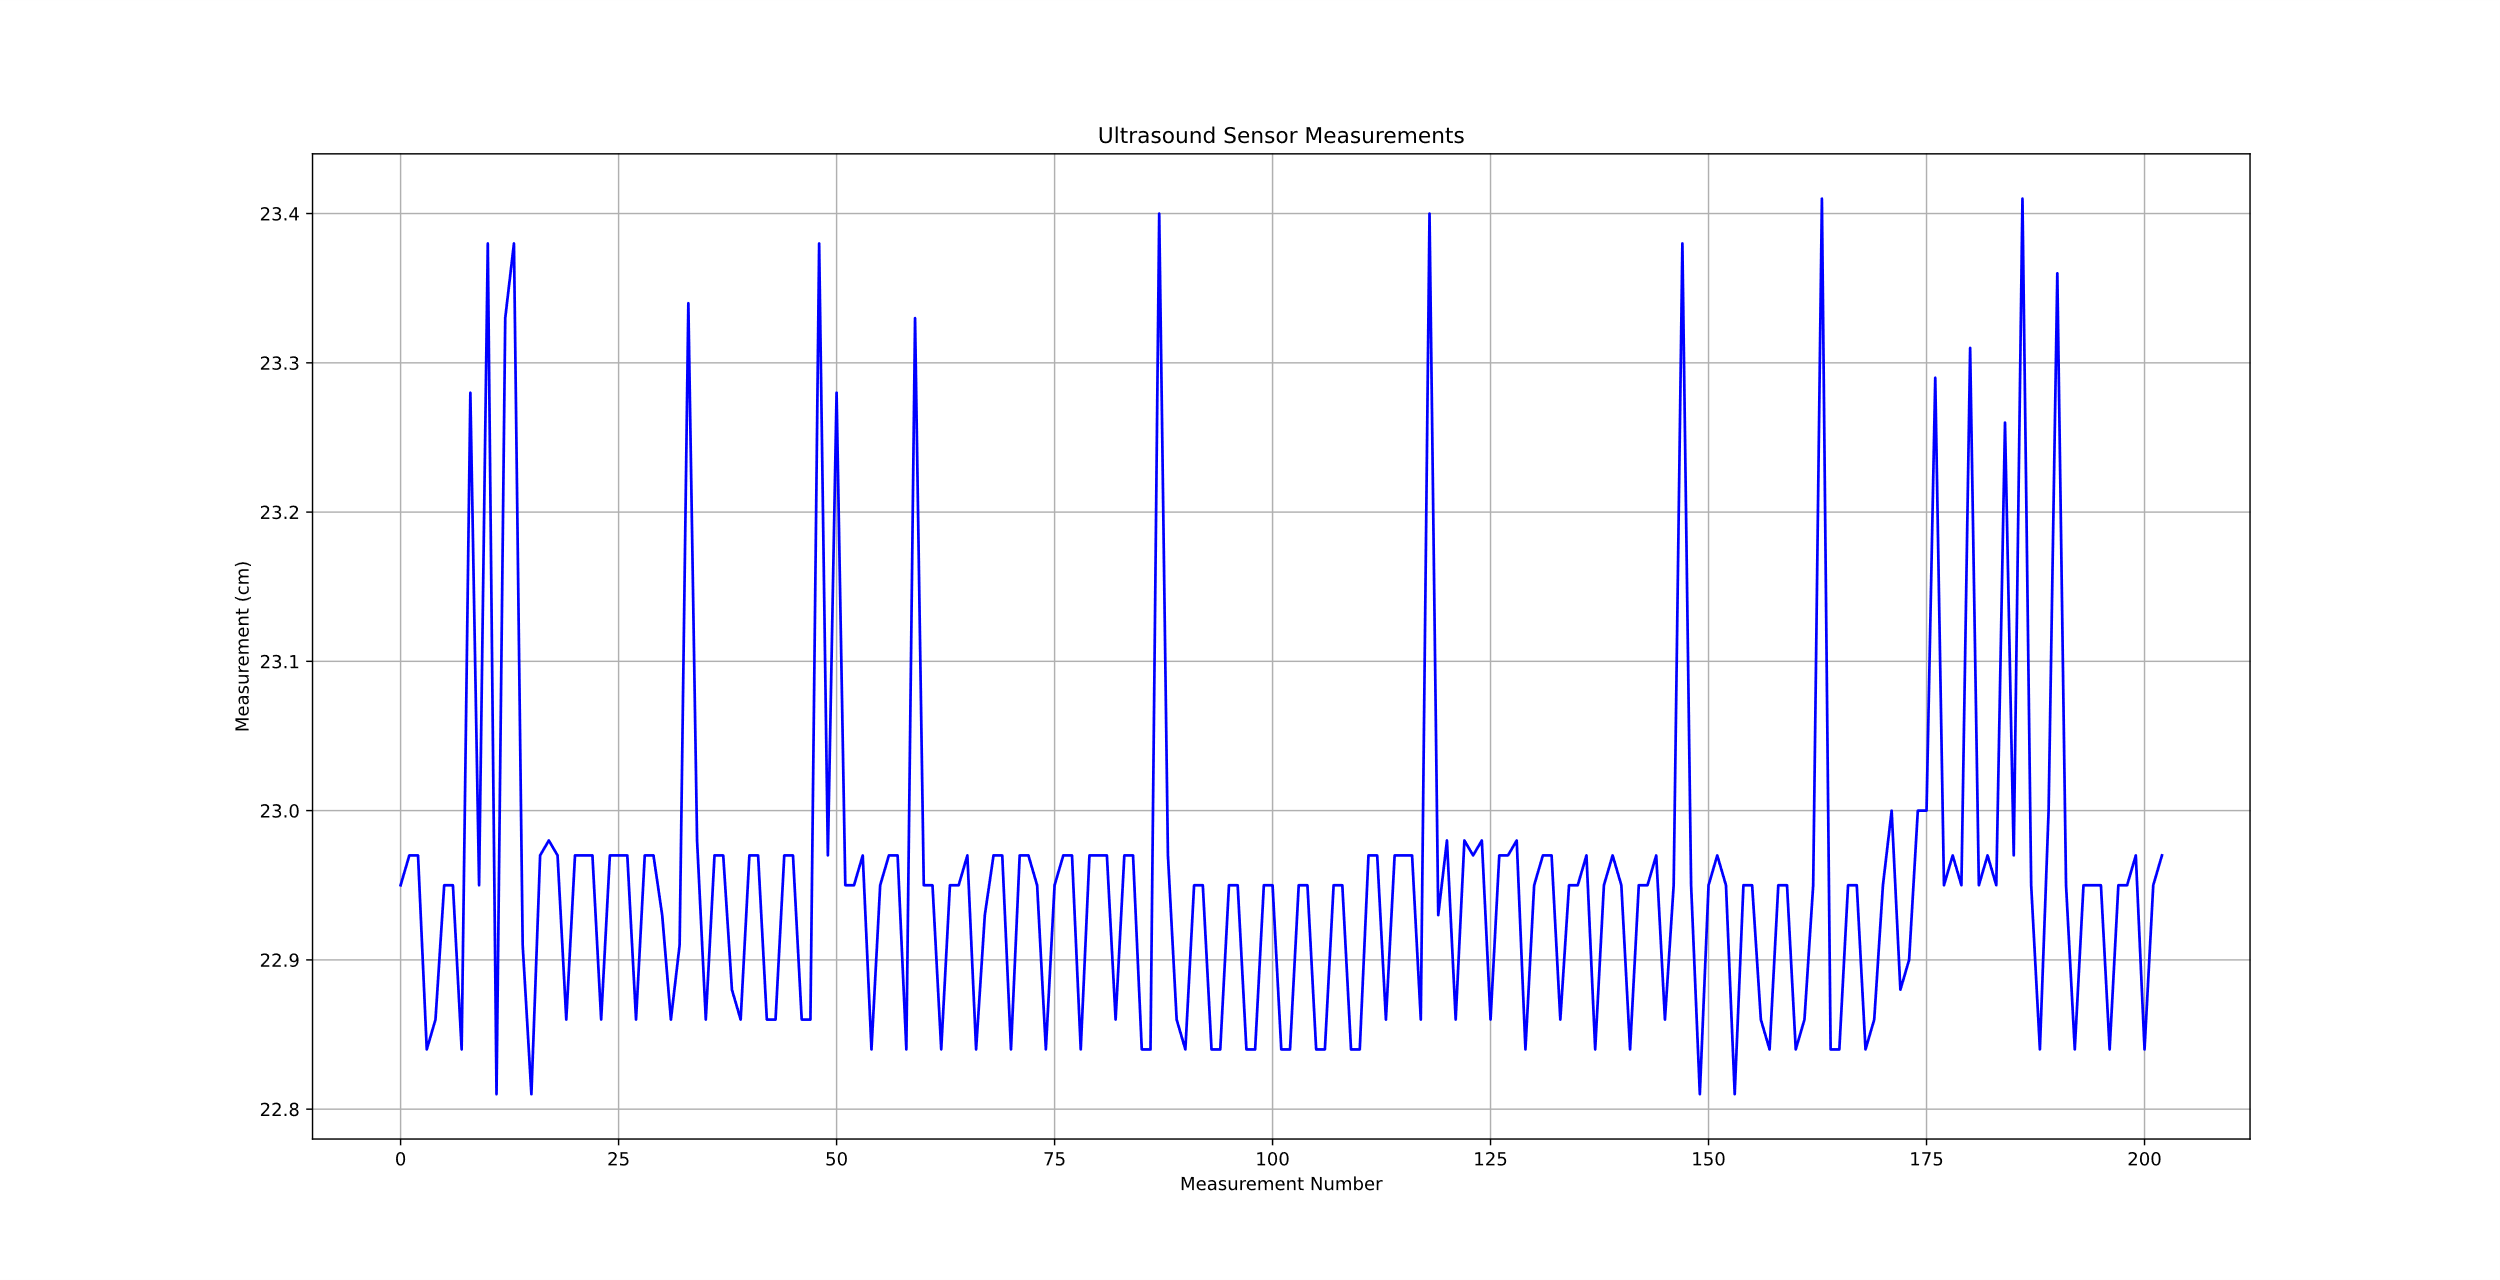 Ultrasound Sensor Measurements
23.4
23.3
23.2
23.1
23.0
22.9
22.8
Measurement (cm)
0 25 50 75 100 125 150 175 200
Measurement Number